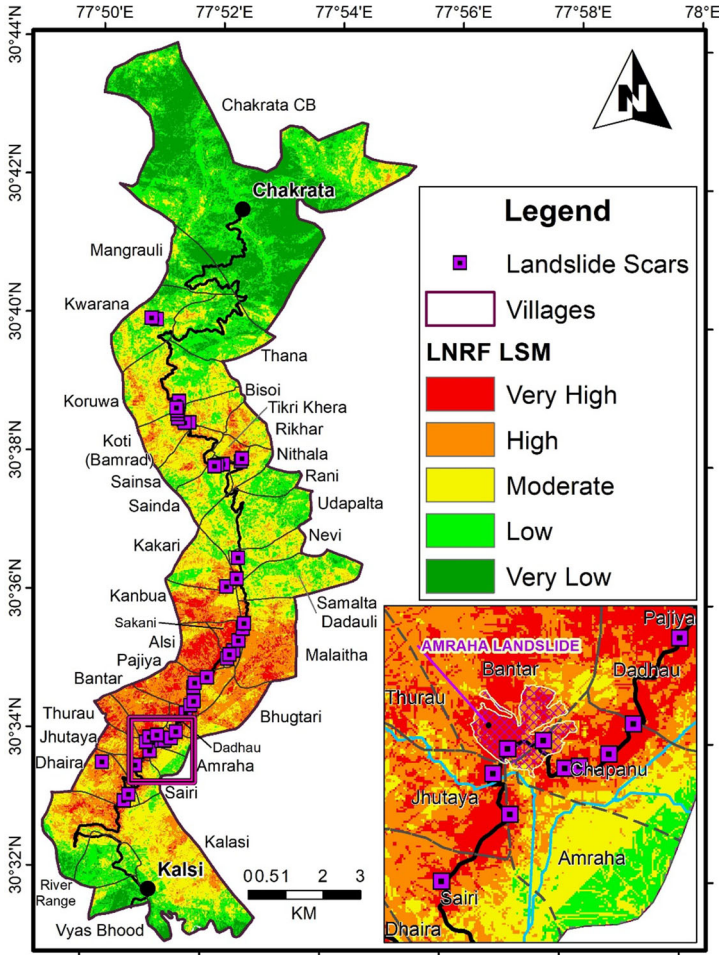 77°50'E 77°52'E 77°54'E 77°56'E 77°58'E 78°E
30°44'N
30°42'N
30°40'N
30°38'N
30°36'N
30°34'N
30°32'N
N
Chakrata CB
Chakrata
Mangrauli
Kwarana
Thana
Bisoi
Koruwa
Tikri Khera
Rikhar
Koti
(Bamrad)
Nithala
Sainsa
Rani
Sainda
Udapalta
Kakari
Nevi
Kanbua
Samalta
Dadauli
Sakani
Alsi
Malaitha
Pajiya
Bantar
Thurau
Bhugtari
Jhutaya
Dadhau
Dhaira
Amraha
Sairi
Kalasi
Kalsi
River
Range
Vyas Bhood
0 0.5 1 2 3
KM
Legend
Landslide Scars
Villages
LNRF LSM
Very High
High
Moderate
Low
Very Low
Pajiya
AMRAHA LANDSLIDE
Bantar
Dadhau
Thurau
Chapanu
Jhutaya
Amraha
Sairi
Dhaira